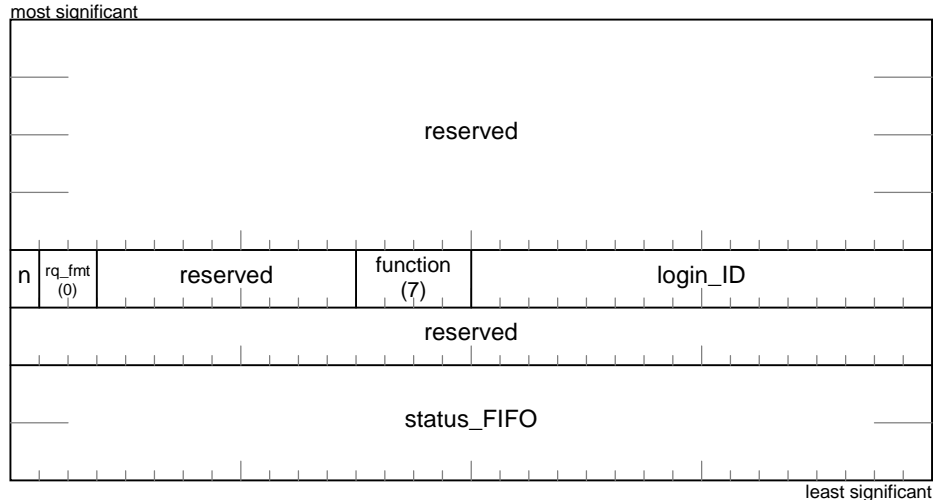 most significant
reserved
n rq_fmt (0) reserved function (7) login_ID
reserved
status_FIFO
least significant